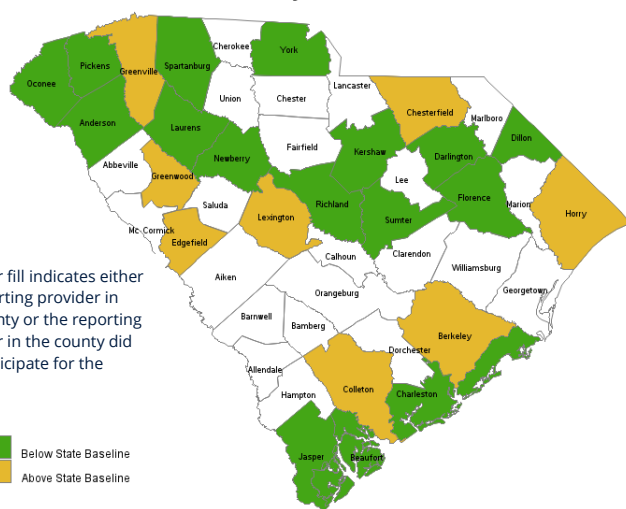 Cherokee
York
Spartanburg
Pickens
Greenville
Oconee
Union
Chester
Lancaster
Chesterfield
Marlboro
Anderson
Laurens
Dillon
Fairfield
Kershaw
Darlington
Newberry
Abbeville
Greenwood
Lee
Saluda
Richland
Florence
Marion
Horry
Lexington
Sumter
Mc Cormick
Edgefield
Calhoun
Clarendon
Williamsburg
Aiken
Orangeburg
Georgetown
Barnwell
Bamberg
Berkeley
Dorchester
Allendale
Colleton
Charleston
Hampton
Jasper
Beaufort
fill indicates either
rting provider in
nty or the reporting
r in the county did
icipate for the
Below State Baseline
Above State Baseline